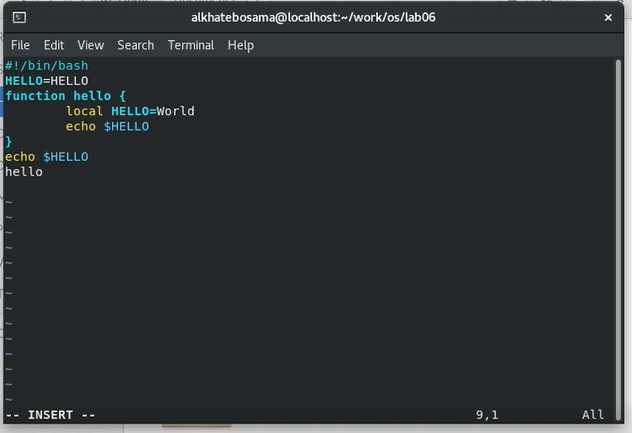 alkhatebosama@localhost:~/work/os/lab06
File Edit View Search Terminal Help
#!/bin/bash
HELLO=HELLO
function hello {
        local HELLO=World
        echo $HELLO
}
echo $HELLO
hello

~
~
~
~
~
~
~
~
~
~
~
~
~
~
-- INSERT -- 9,1 All